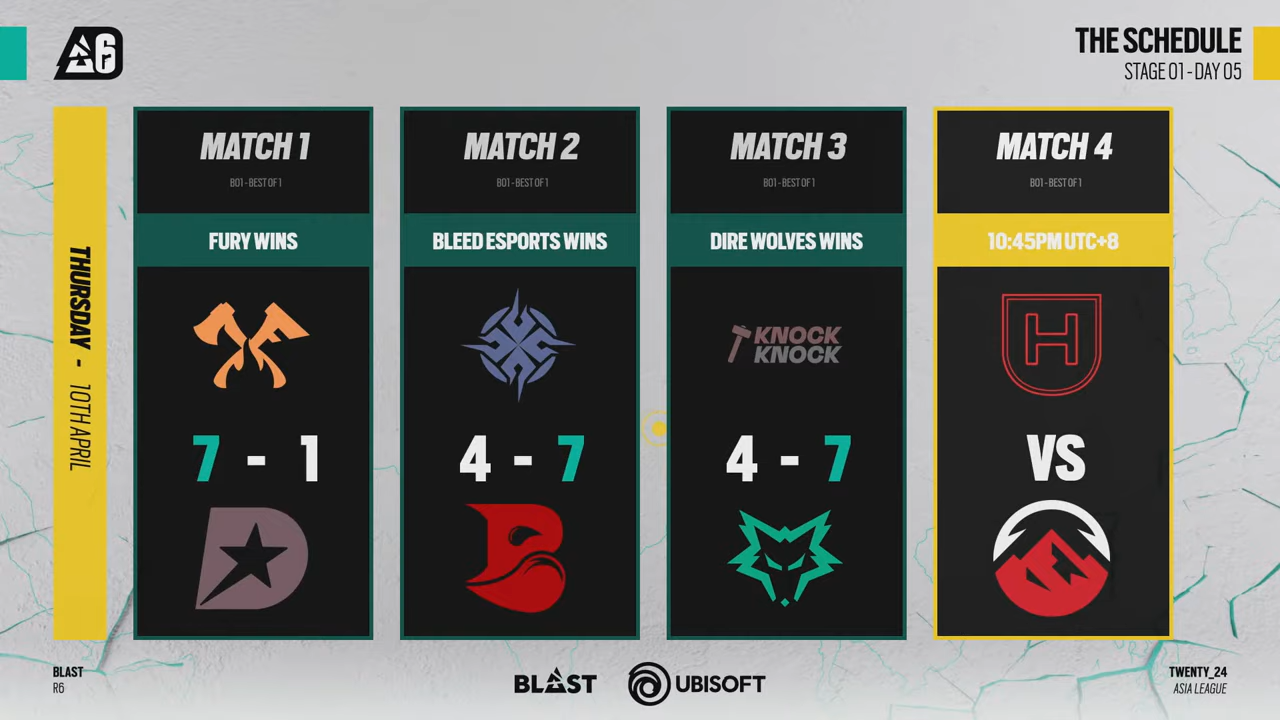 6
THE SCHEDULE
STAGE 01 - DAY 05
THURSDAY - 10TH APRIL
MATCH 1
BO1 - BEST OF 1
FURY WINS
7 - 1
D
MATCH 2
BO1 - BEST OF 1
BLEED ESPORTS WINS
4 - 7
B
MATCH 3
BO1 - BEST OF 1
DIRE WOLVES WINS
KNOCK
KNOCK
4 - 7
MATCH 4
BO1 - BEST OF 1
10:45PM UTC+8
H
VS
BLAST
R6
BLAST
UBISOFT
TWENTY_24
ASIA LEAGUE